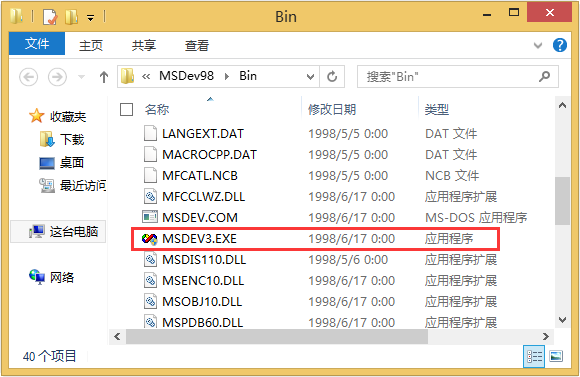 Bin
文件 主页 共享 查看
« MSDev98 Bin 搜索"Bin"
收藏夹
下载
桌面
最近访问
这台电脑
网络
名称 修改日期 类型
LANGEXT.DAT 1998/5/5 0:00 DAT 文件
MACROCPP.DAT 1998/5/5 0:00 DAT 文件
MFCATL.NCB 1998/5/5 0:00 NCB 文件
MFCCLWZ.DLL 1998/6/17 0:00 应用程序扩展
MSDEV.COM 1998/6/17 0:00 MS-DOS 应用程序
MSDEV3.EXE 1998/6/17 0:00 应用程序
MSDIS110.DLL 1998/5/6 0:00 应用程序扩展
MSENC10.DLL 1998/6/17 0:00 应用程序扩展
MSOBJ10.DLL 1998/6/17 0:00 应用程序扩展
MSPDB60.DLL 1998/6/17 0:00 应用程序扩展
40 个项目